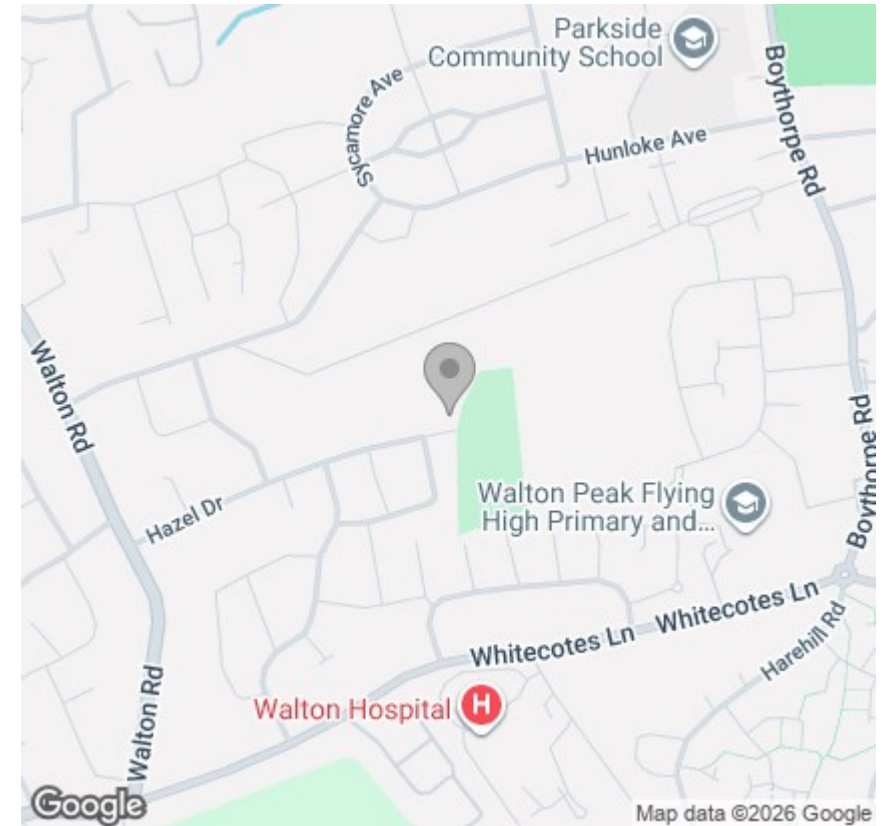 Parkside
Community School
Boythorpe Rd
Sycamore Ave
Hunloke Ave
Walton Rd
Boythorpe Rd
Walton Peak Flying
High Primary and...
Hazel Dr
Whitecotes Ln
Whitecotes Ln
Harehill Rd
Walton Hospital
H
Walton Rd
Google
Map data ©2026 Google